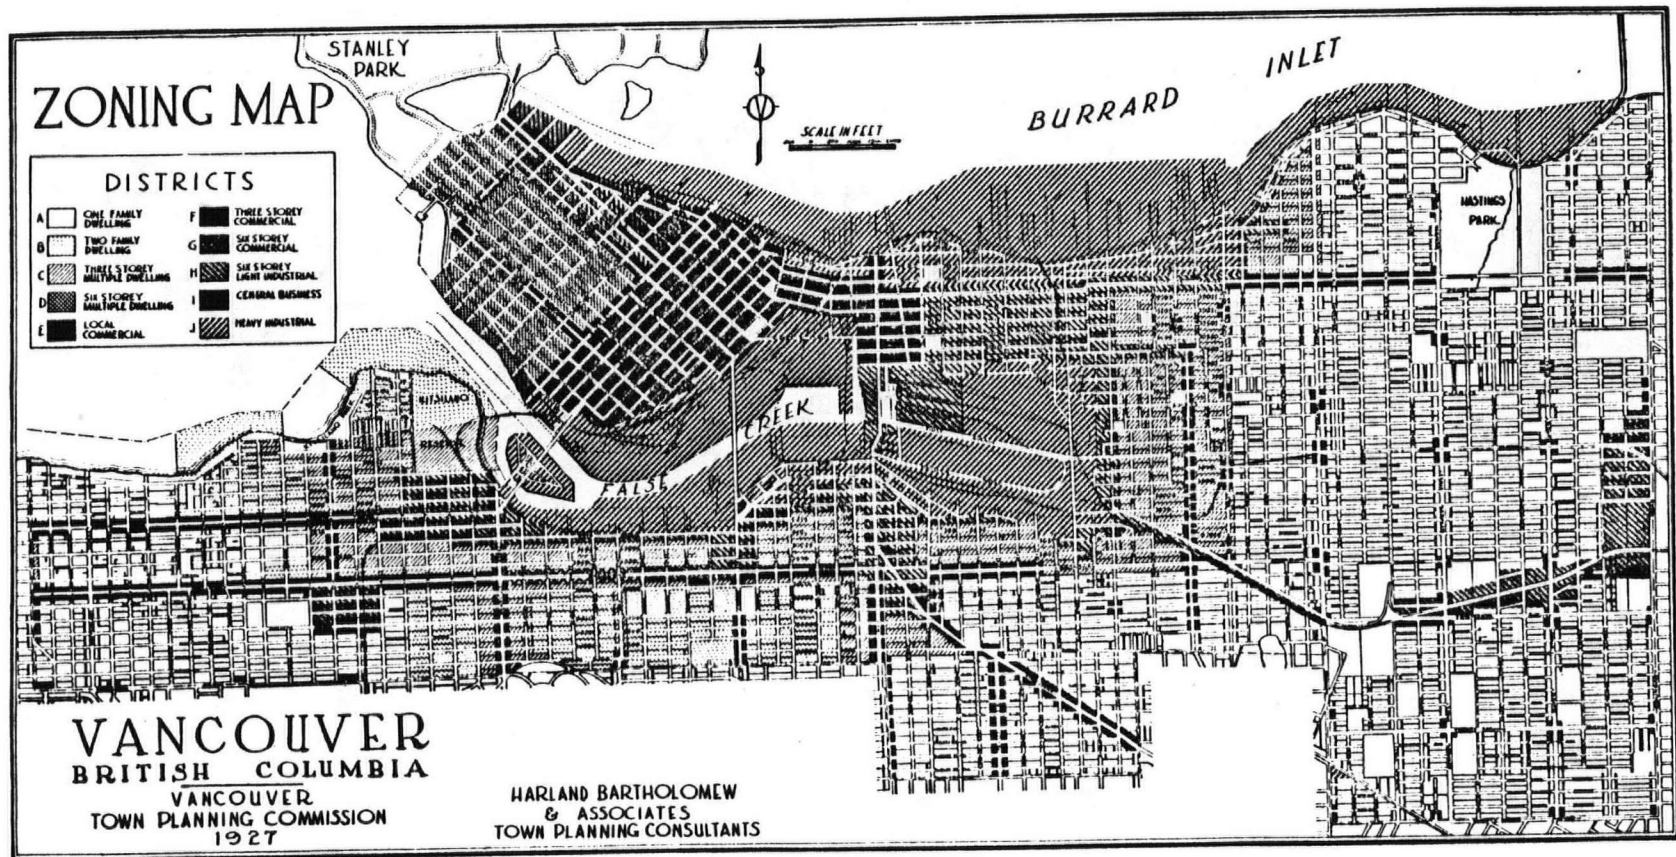 STANLEY
PARK
ZONING MAP
BURRARD INLET
SCALE IN FEET
DISTRICTS
A ONE FAMILY
DWELLING
B TWO FAMILY
DWELLING
C THREE STOREY
MULTIPLE DWELLING
D SIX STOREY
MULTIPLE DWELLING
E LOCAL
COMMERCIAL
F THREE STOREY
COMMERCIAL
G SIX STOREY
COMMERCIAL
H SIX STOREY
LIGHT INDUSTRIAL
I CENERAL BUSINESS
J HEAVY INDUSTRIAL
HASTINGS
PARK
KITSILANO
FALSE CREEK
VANCOUVER
BRITISH COLUMBIA
VANCOUVER
TOWN PLANNING COMMISSION
1927
HARLAND BARTHOLOMEW
& ASSOCIATES
TOWN PLANNING CONSULTANTS